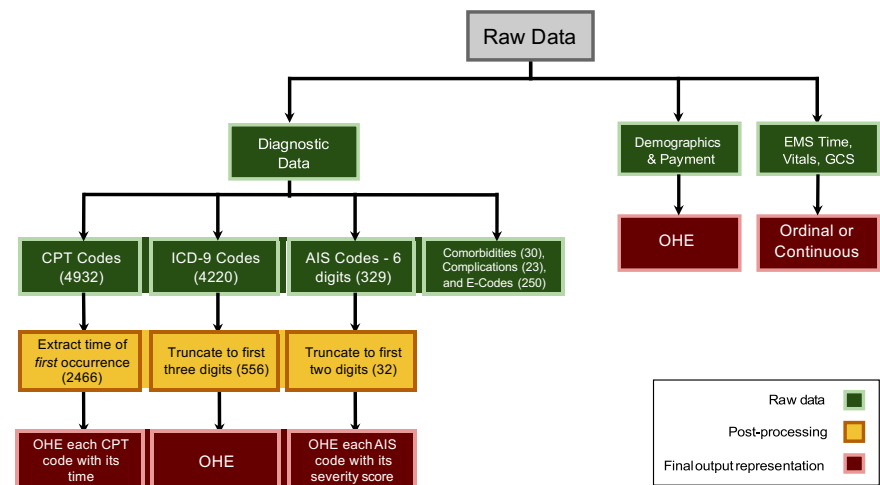 Raw Data
Diagnostic
Data
Demographics
& Payment
EMS Time,
Vitals, GCS
CPT Codes
(4932)
ICD-9 Codes
(4220)
AIS Codes - 6
digits (329)
Comorbidities (30),
Complications (23),
and E-Codes (250)
OHE
Ordinal or
Continuous
Extract time of
first occurrence
(2466)
Truncate to first
three digits (556)
Truncate to first
two digits (32)
OHE each CPT
code with its
time
OHE
OHE each AIS
code with its
severity score
Raw data
Post-processing
Final output representation